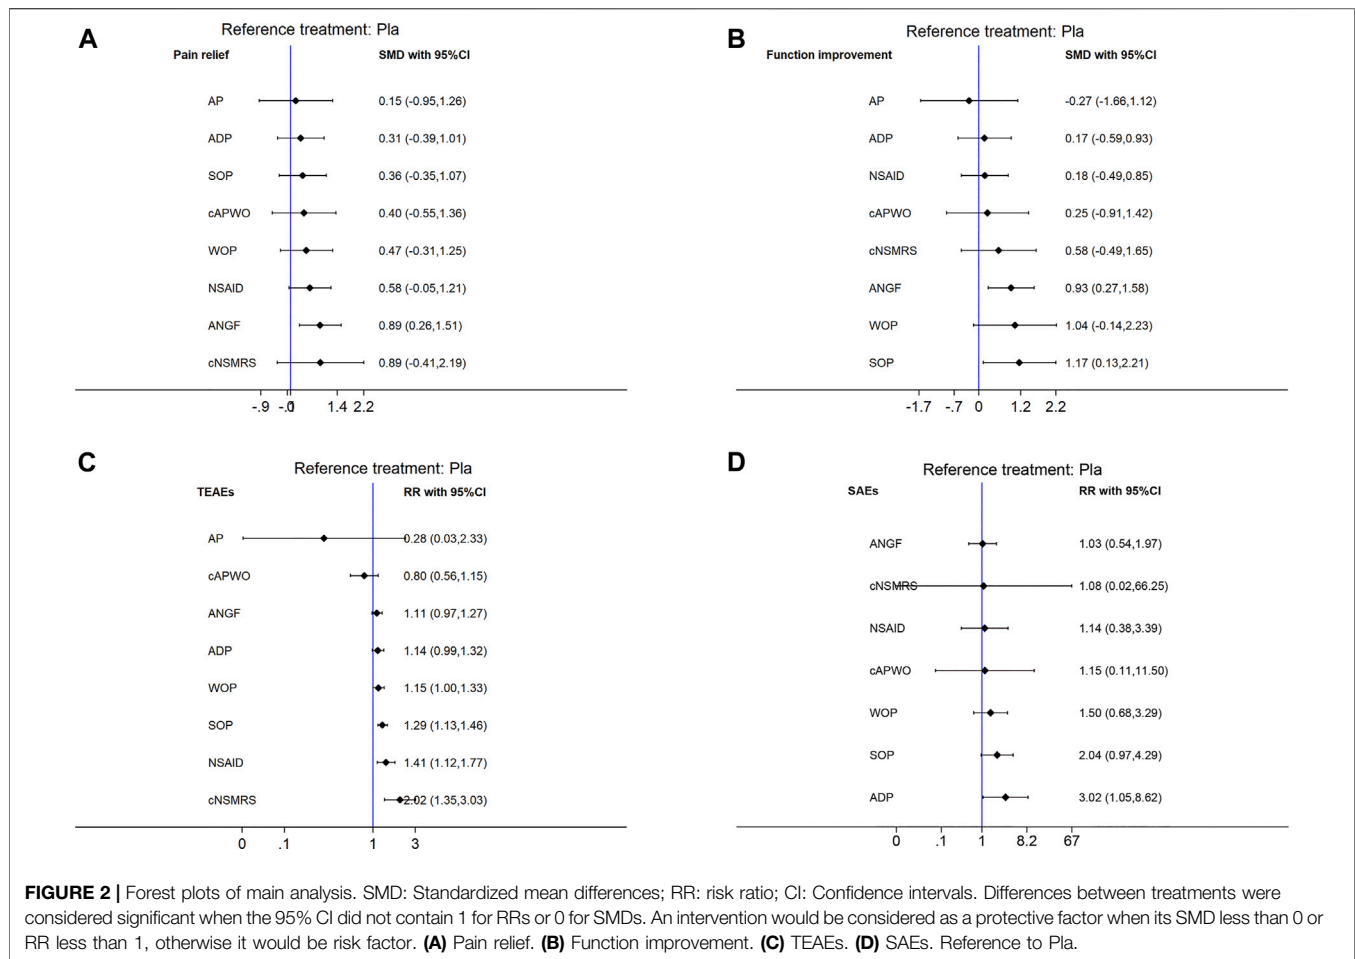 A
Reference treatment: Pla
Pain relief SMD with 95%CI
AP 0.15 (-0.95,1.26)
ADP 0.31 (-0.39,1.01)
SOP 0.36 (-0.35,1.07)
cAPWO 0.40 (-0.55,1.36)
WOP 0.47 (-0.31,1.25)
NSAID 0.58 (-0.05,1.21)
ANGF 0.89 (0.26,1.51)
cNSMRS 0.89 (-0.41,2.19)
-.9 -.0 1.4 2.2
B
Reference treatment: Pla
Function improvement SMD with 95%CI
AP -0.27 (-1.66,1.12)
ADP 0.17 (-0.59,0.93)
NSAID 0.18 (-0.49,0.85)
cAPWO 0.25 (-0.91,1.42)
cNSMRS 0.58 (-0.49,1.65)
ANGF 0.93 (0.27,1.58)
WOP 1.04 (-0.14,2.23)
SOP 1.17 (0.13,2.21)
-1.7 -.7 0 1.2 2.2
C
Reference treatment: Pla
TEAEs RR with 95%CI
AP 0.28 (0.03,2.33)
cAPWO 0.80 (0.56,1.15)
ANGF 1.11 (0.97,1.27)
ADP 1.14 (0.99,1.32)
WOP 1.15 (1.00,1.33)
SOP 1.29 (1.13,1.46)
NSAID 1.41 (1.12,1.77)
cNSMRS 2.02 (1.35,3.03)
0 .1 1 3
D
Reference treatment: Pla
SAEs RR with 95%CI
ANGF 1.03 (0.54,1.97)
cNSMRS 1.08 (0.02,66.25)
NSAID 1.14 (0.38,3.39)
cAPWO 1.15 (0.11,11.50)
WOP 1.50 (0.68,3.29)
SOP 2.04 (0.97,4.29)
ADP 3.02 (1.05,8.62)
0 .1 1 8.2 67
FIGURE 2 | Forest plots of main analysis. SMD: Standardized mean differences; RR: risk ratio; CI: Confidence intervals. Differences between treatments were
considered significant when the 95% CI did not contain 1 for RRs or 0 for SMDs. An intervention would be considered as a protective factor when its SMD less than 0 or
RR less than 1, otherwise it would be risk factor. (A) Pain relief. (B) Function improvement. (C) TEAEs. (D) SAEs. Reference to Pla.